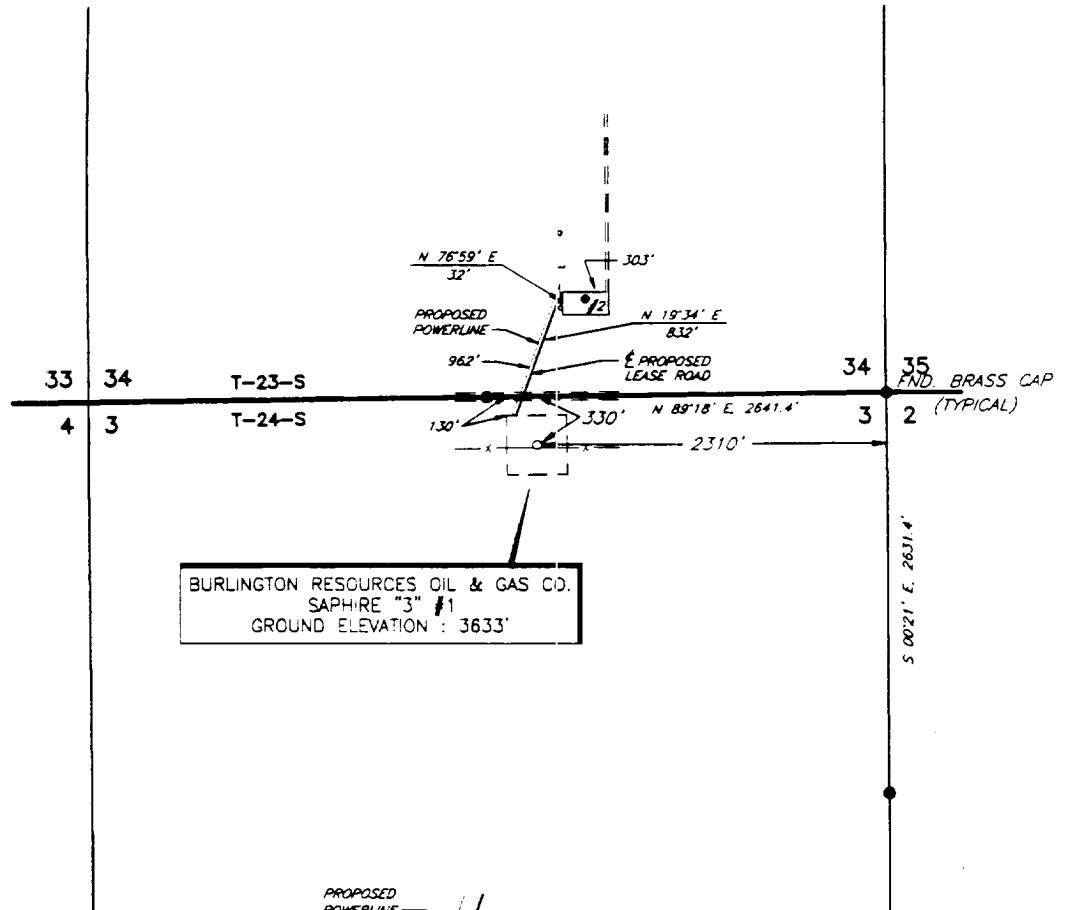 N 76°59' E
32'
303'
#2
PROPOSED
POWERLINE
N 19°34' E
832'
962'
℄ PROPOSED
LEASE ROAD
33 34
T-23-S
34 35
FND. BRASS CAP
(TYPICAL)
4 3
T-24-S
130'
330'
N 89°18' E, 2641.4'
3 2
2310'
x x
S 00°21' E, 2631.4'
BURLINGTON RESOURCES OIL & GAS CO.
SAPHIRE "3" #1
GROUND ELEVATION : 3633'
PROPOSED
POWERLINE